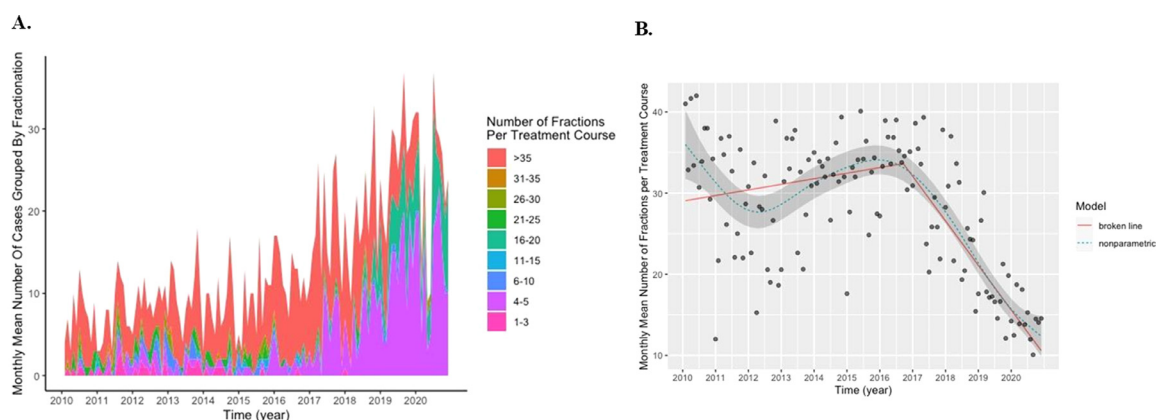 A.
Monthly Mean Number Of Cases Grouped By Fractionation
30
20
10
0
2010 2011 2012 2013 2014 2015 2016 2017 2018 2019 2020
Time (year)
Number of Fractions
Per Treatment Course
>35
31-35
26-30
21-25
16-20
11-15
6-10
4-5
1-3
B.
Monthly Mean Number of Fractions per Treatment Course
40
30
20
10
2010 2011 2012 2013 2014 2015 2016 2017 2018 2019 2020
Time (year)
Model
broken line
nonparametric